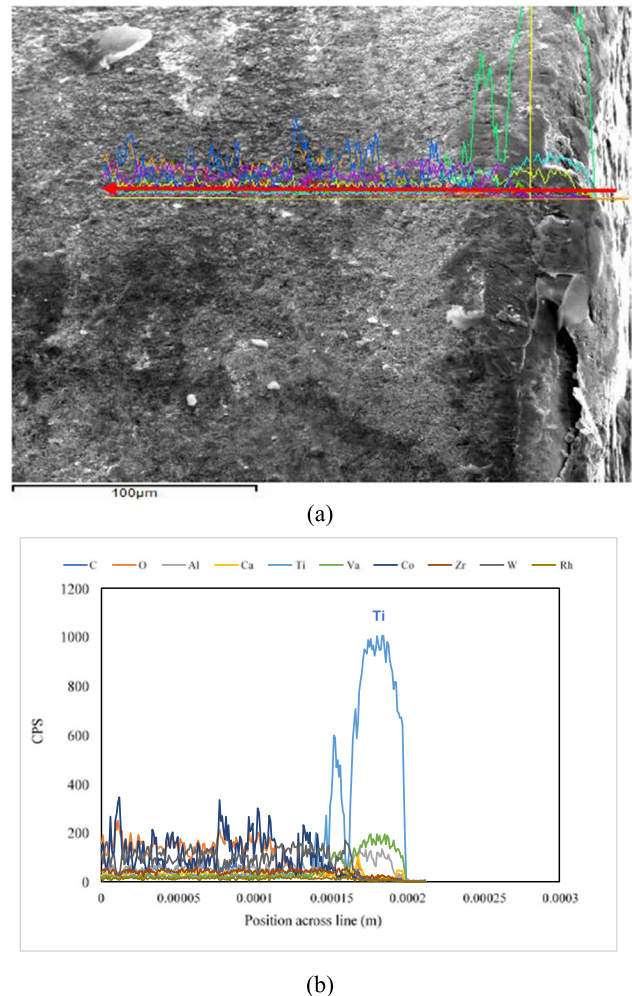 100µm
(a)
C O Al Ca Ti Va Co Zr W Rh
1200
Ti
1000
800
600
400
200
0
CPS
0 0.00005 0.0001 0.00015 0.0002 0.00025 0.0003
Position across line (m)
(b)